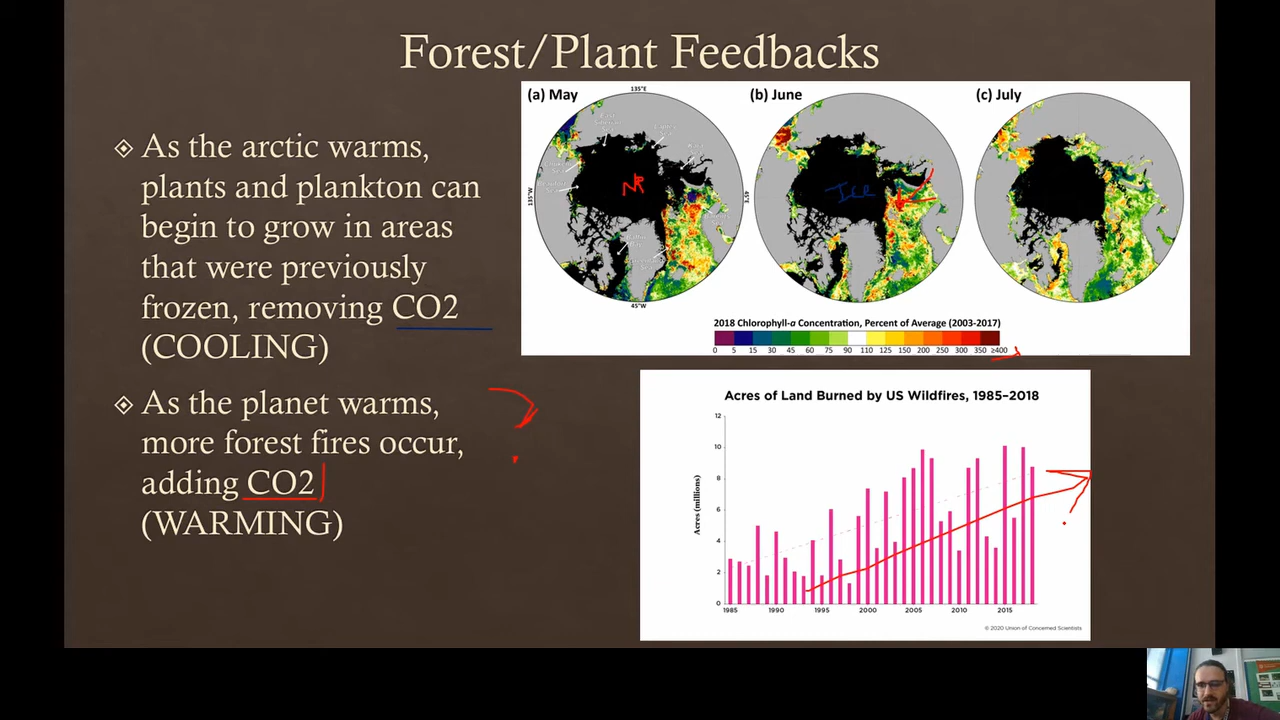 Forest/Plant Feedbacks
As the arctic warms,
plants and plankton can
begin to grow in areas
that were previously
frozen, removing CO2
(COOLING)
As the planet warms,
more forest fires occur,
adding CO2
(WARMING)
(a) May
(b) June
(c) July
135°E
135°W
45°E
45°W
NP
Ice
2018 Chlorophyll-a Concentration, Percent of Average (2003-2017)
0 5 15 30 45 60 75 90 110 125 150 200 250 300 350 ≥400
Acres of Land Burned by US Wildfires, 1985–2018
Acres (millions)
12
10
8
6
4
2
0
1985 1990 1995 2000 2005 2010 2015
© 2020 Union of Concerned Scientists